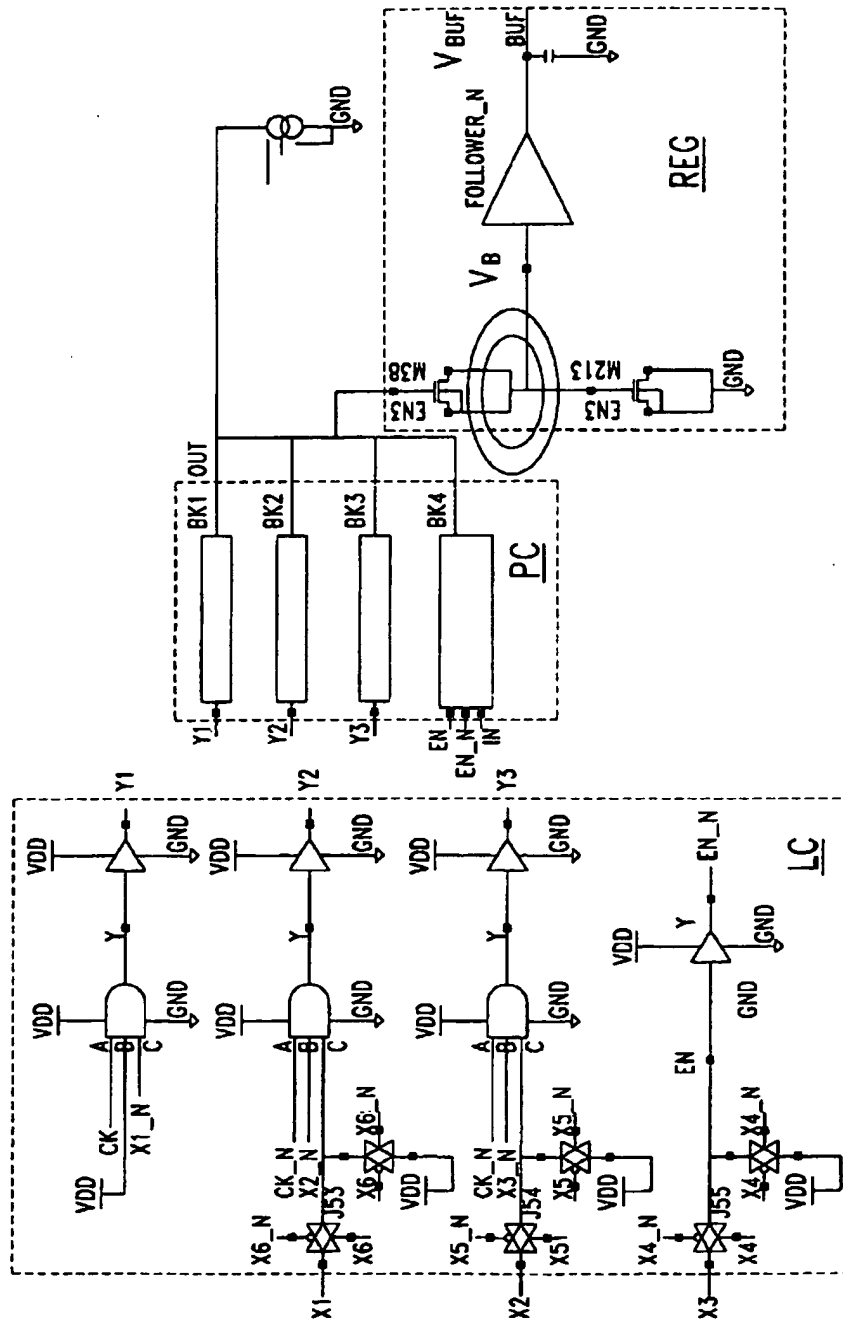 VDD
CK
A
B
C
X1_N
VDD
GND
Y
VDD
GND
Y1
X1
X6_N
X6
J53
CK_N
X2_N
A
B
C
X6
X6_N
VDD
VDD
GND
Y
VDD
GND
Y2
X2
X5_N
X5
J54
CK_N
X3_N
A
B
C
X5
X5_N
VDD
VDD
GND
Y
VDD
GND
Y3
X3
X4_N
X4
J55
X4
X4_N
VDD
EN
GND
VDD
Y
GND
EN_N
LC
Y1
BK1
OUT
Y2
BK2
Y3
BK3
EN
EN_N
IN
BK4
PC
GND
EN3
M38
EN3
M213
GND
VB
FOLLOWER_N
VBUF
BUF
GND
REG